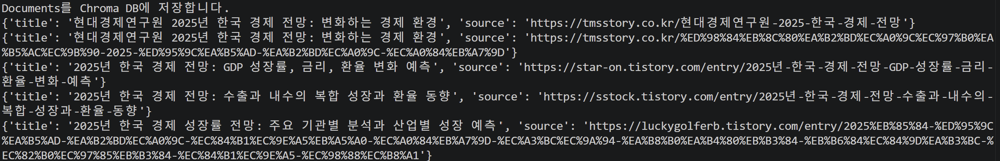 Documents를 Chroma DB에 저장합니다.
{'title': '현대경제연구원 2025년 한국 경제 전망: 변화하는 경제 환경', 'source': 'https://tmsstory.co.kr/현대경제연구원-2025-한국-경제-전망'}
{'title': '현대경제연구원 2025년 한국 경제 전망: 변화하는 경제 환경', 'source': 'https://tmsstory.co.kr/%ED%98%84%EB%8C%80%EA%B2%BD%EC%A0%9C%EC%97%B0%EA
%B5%AC%EC%9B%90-2025-%ED%95%9C%EA%B5%AD-%EA%B2%BD%EC%A0%9C-%EC%A0%84%EB%A7%9D'}
{'title': '2025년 한국 경제 전망: GDP 성장률, 금리, 환율 변화 예측', 'source': 'https://star-on.tistory.com/entry/2025년-한국-경제-전망-GDP-성장률-금리-
환율-변화-예측'}
{'title': '2025년 한국 경제 전망: 수출과 내수의 복합 성장과 환율 동향', 'source': 'https://sstock.tistory.com/entry/2025년-한국-경제-전망-수출과-내수의-
복합-성장과-환율-동향'}
{'title': '2025년 한국 경제 성장률 전망: 주요 기관별 분석과 산업별 성장 예측', 'source': 'https://luckygolferb.tistory.com/entry/2025%EB%85%84-%ED%95%9C
%EA%B5%AD-%EA%B2%BD%EC%A0%9C-%EC%84%B1%EC%9E%A5%EB%A5%A0-%EC%A0%84%EB%A7%9D-%EC%A3%BC%EC%9A%94-%EA%B8%B0%EA%B4%80%EB%B3%84-%EB%B6%84%EC%84%9D%EA%B3%BC-%
EC%82%B0%EC%97%85%EB%B3%84-%EC%84%B1%EC%9E%A5-%EC%98%88%EC%B8%A1'}